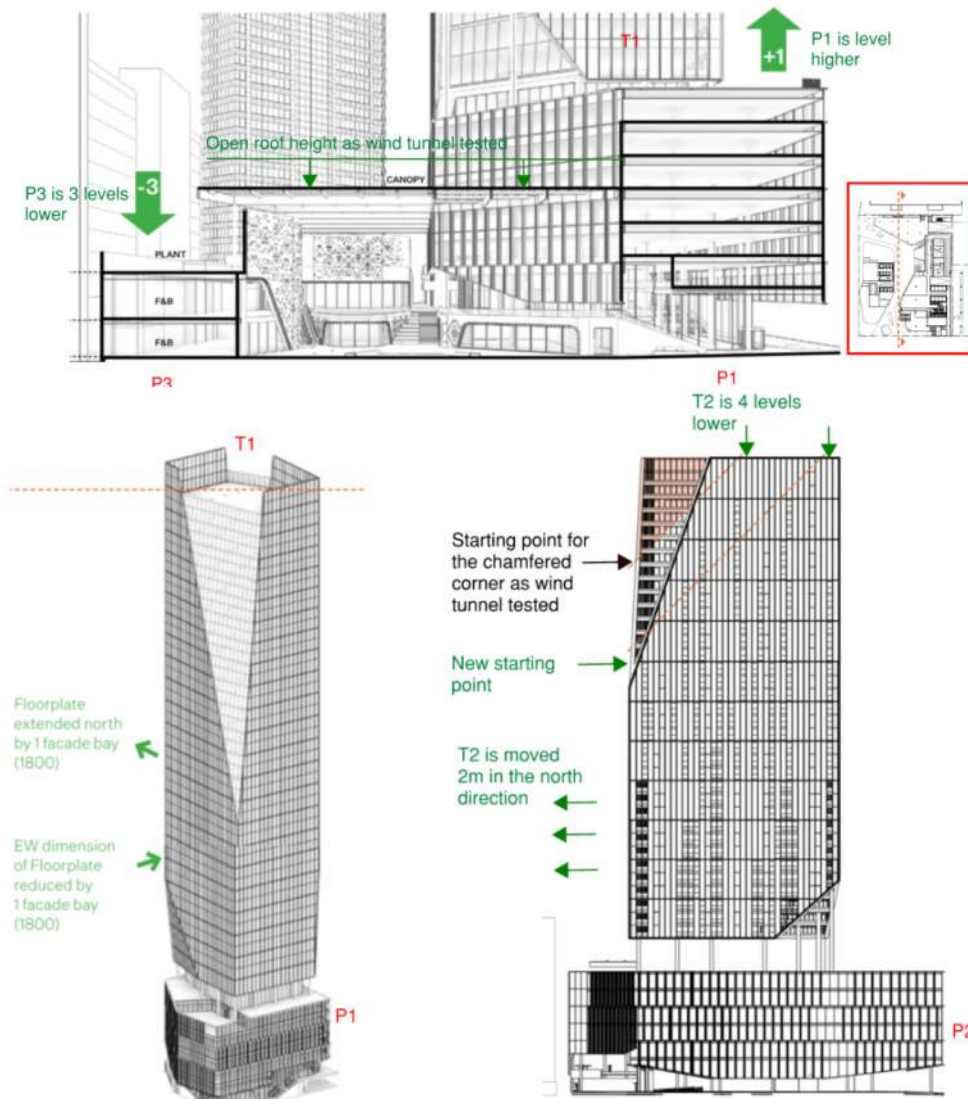 T1
+1
P1 is level
higher
Open roof height as wind tunnel tested
CANOPY
-3
P3 is 3 levels
lower
PLANT
F&B
F&B
P3
P1
T1
T2 is 4 levels
lower
Starting point for
the chamfered
corner as wind
tunnel tested
New starting
point
Floorplate
extended north
by 1 facade bay
(1800)
T2 is moved
2m in the north
direction
EW dimension
of Floorplate
reduced by
1 facade bay
(1800)
P1
P2